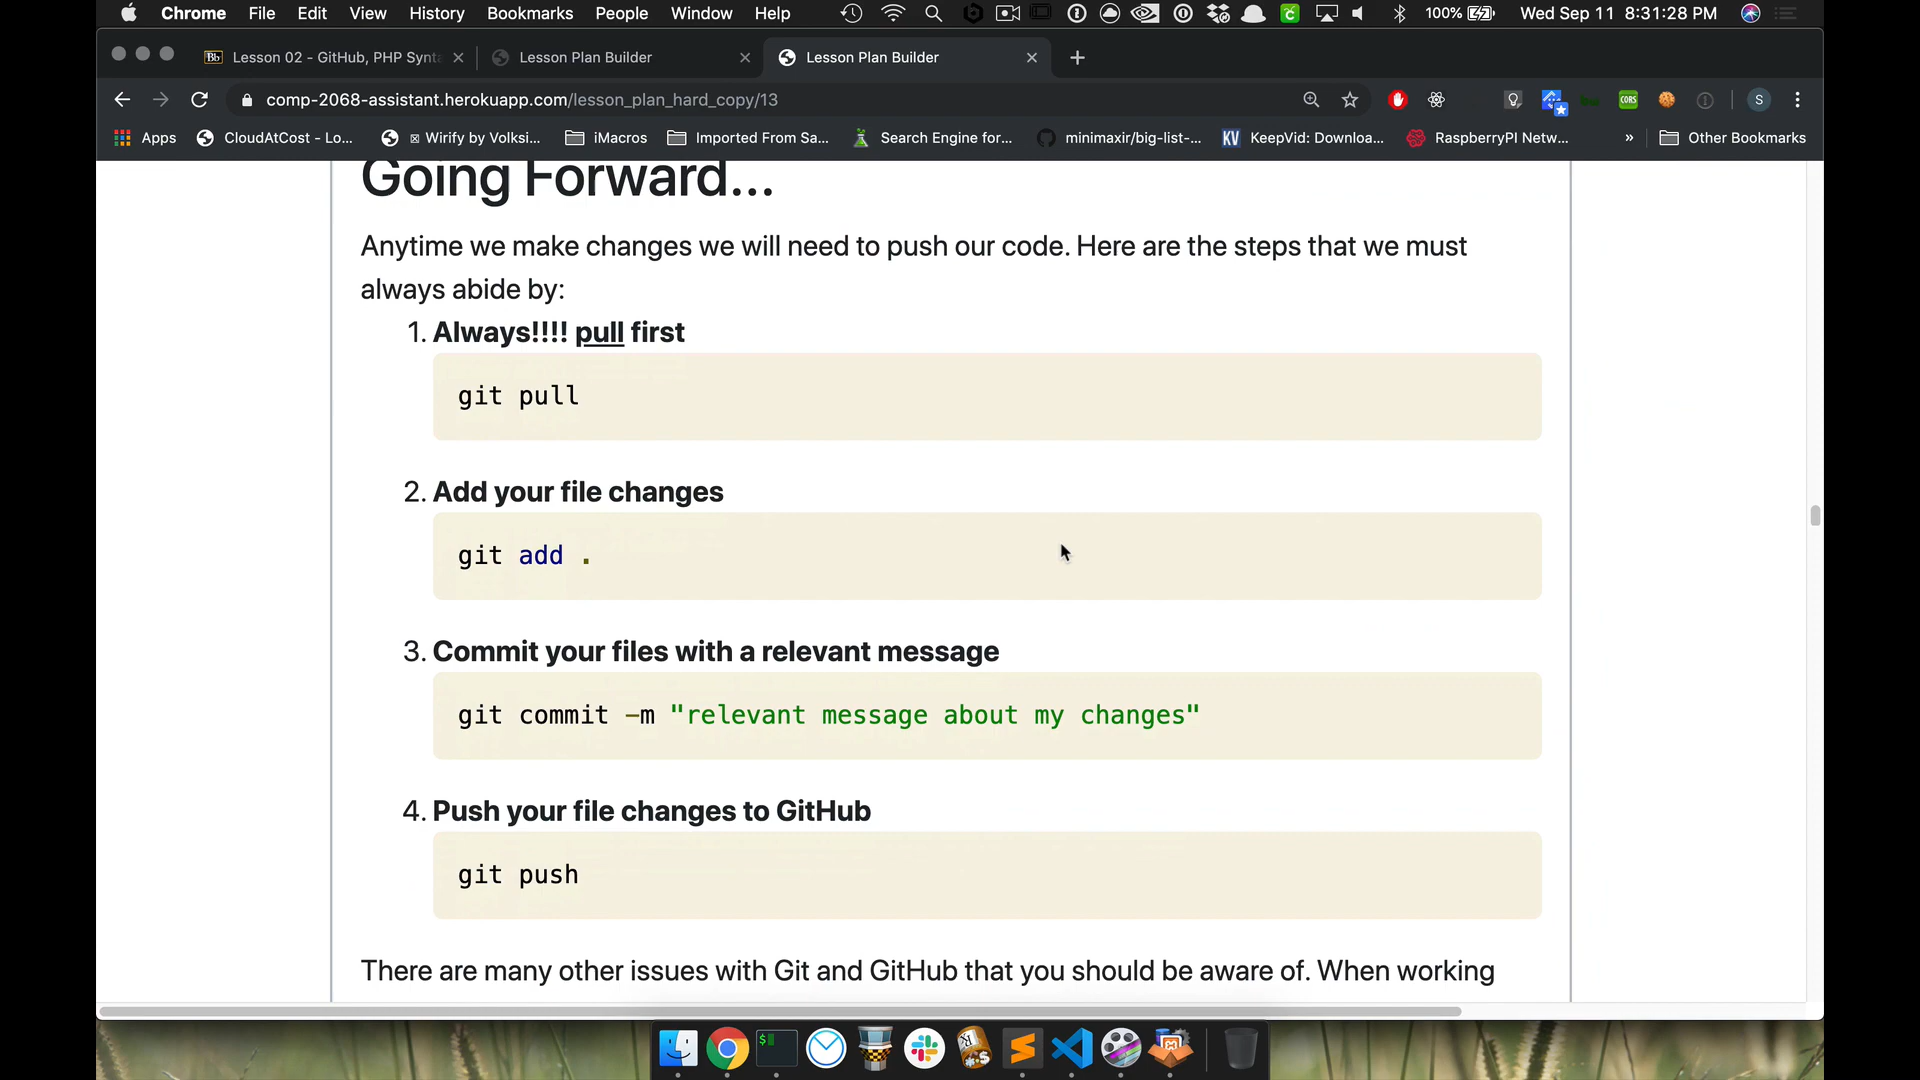 Chrome File Edit View History Bookmarks People Window Help 100% Wed Sep 11 8:31:28 PM
Lesson 02 - GitHub, PHP Synta Lesson Plan Builder Lesson Plan Builder
comp-2068-assistant.herokuapp.com/lesson_plan_hard_copy/13 CORS S
Apps CloudAtCost - Lo... Wirify by Volksi... iMacros Imported From Sa... Search Engine for... minimaxir/big-list-... KV KeepVid: Downloa... RaspberryPI Netw... » Other Bookmarks
Going Forward...
Anytime we make changes we will need to push our code. Here are the steps that we must
always abide by:
1. Always!!!! pull first
git pull
2. Add your file changes
git add .
3. Commit your files with a relevant message
git commit -m "relevant message about my changes"
4. Push your file changes to GitHub
git push
There are many other issues with Git and GitHub that you should be aware of. When working